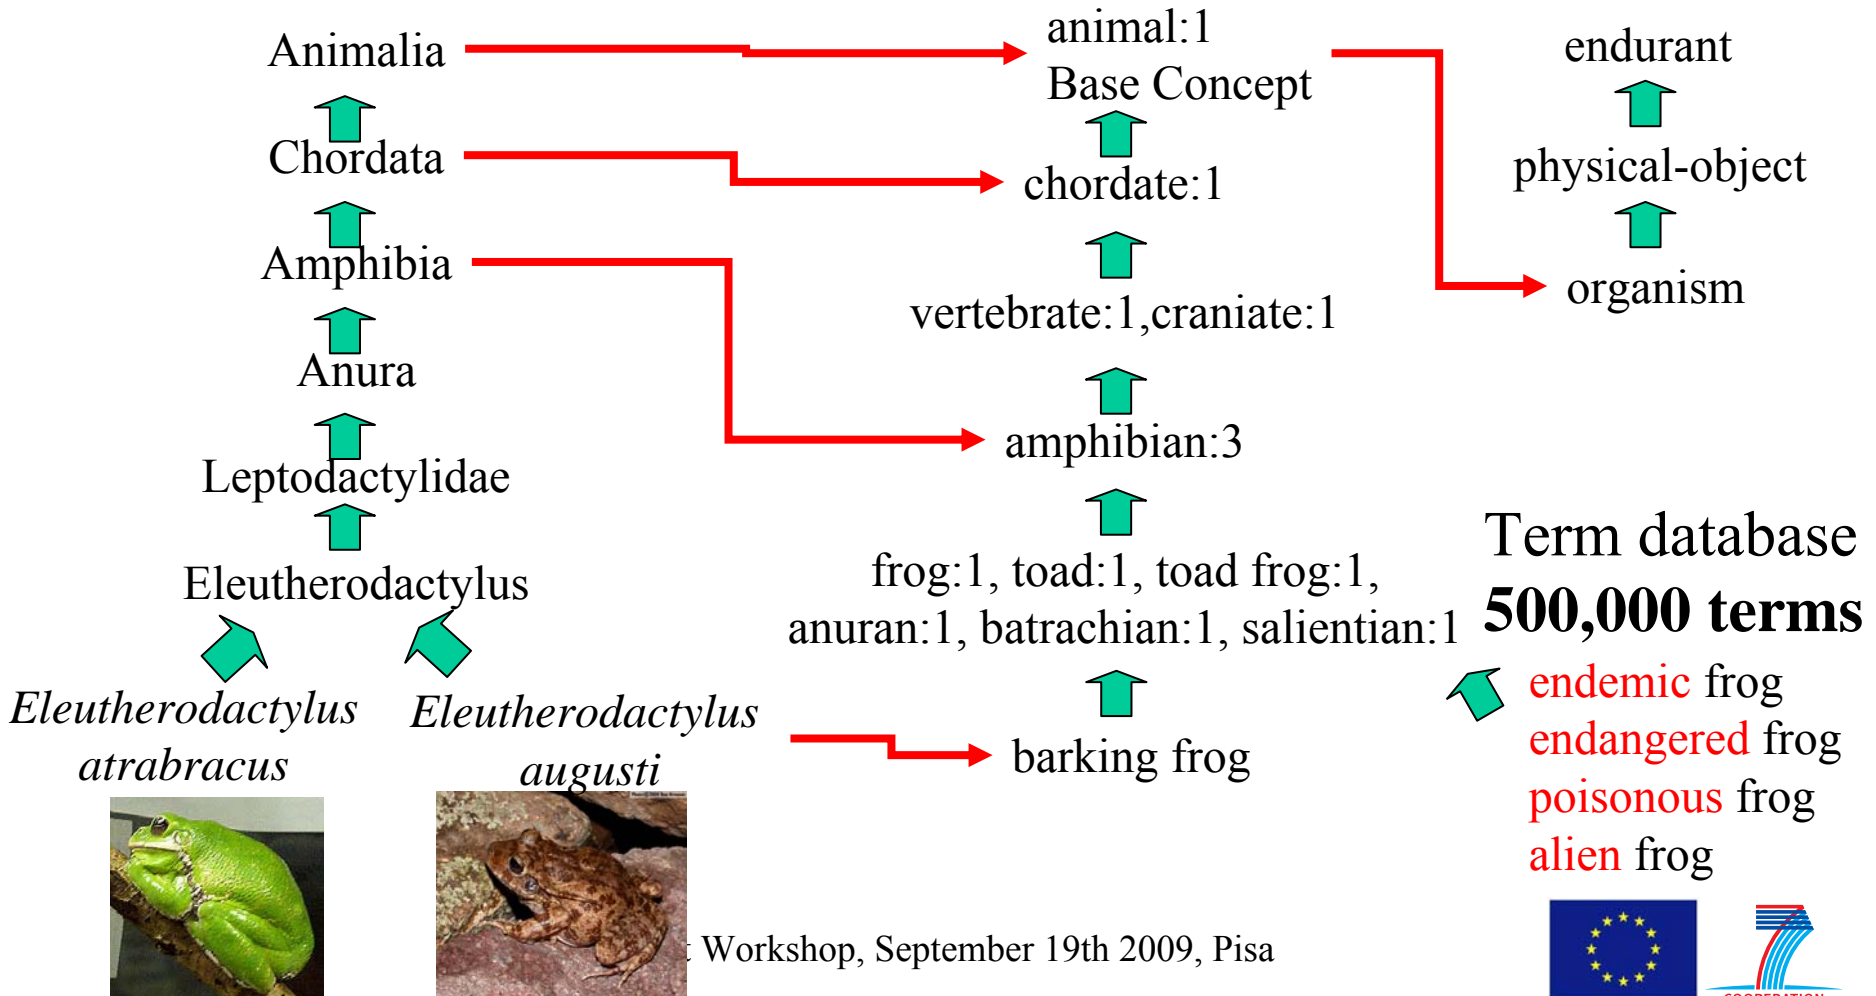 Animalia
Chordata
Amphibia
Anura
Leptodactylidae
Eleutherodactylus
Eleutherodactylus
atrabracus
Eleutherodactylus
augusti
animal:1
Base Concept
chordate:1
vertebrate:1,craniate:1
amphibian:3
frog:1, toad:1, toad frog:1,
anuran:1, batrachian:1, salientian:1
barking frog
endurant
physical-object
organism
Term database
500,000 terms
endemic frog
endangered frog
poisonous frog
alien frog
t Workshop, September 19th 2009, Pisa
7
COOPERATION